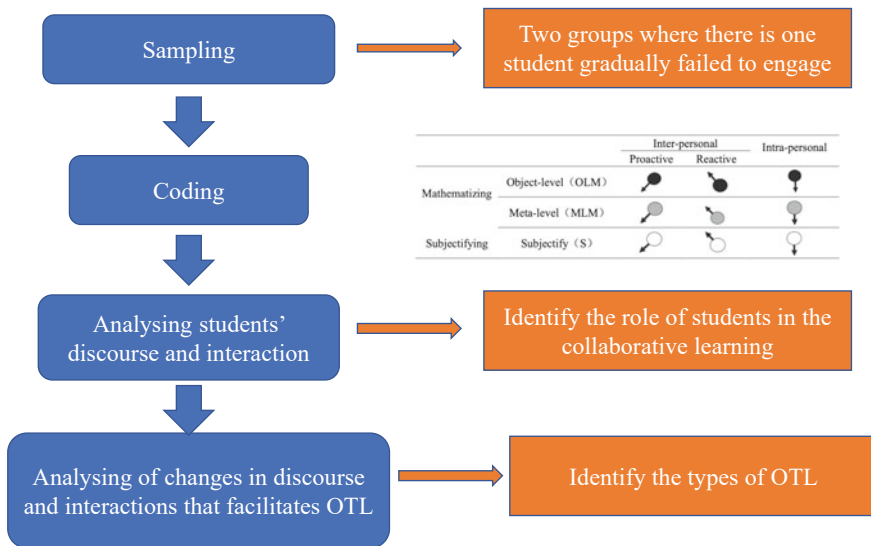 Sampling
Two groups where there is one
student gradually failed to engage
Coding
Inter-personal
Intra-personal
Proactive
Reactive
Mathematizing
Object-level（OLM）
Meta-level（MLM）
Subjectifying
Subjectify（S）
Analysing students’
discourse and interaction
Identify the role of students in the
collaborative learning
Analysing of changes in discourse
and interactions that facilitates OTL
Identify the types of OTL